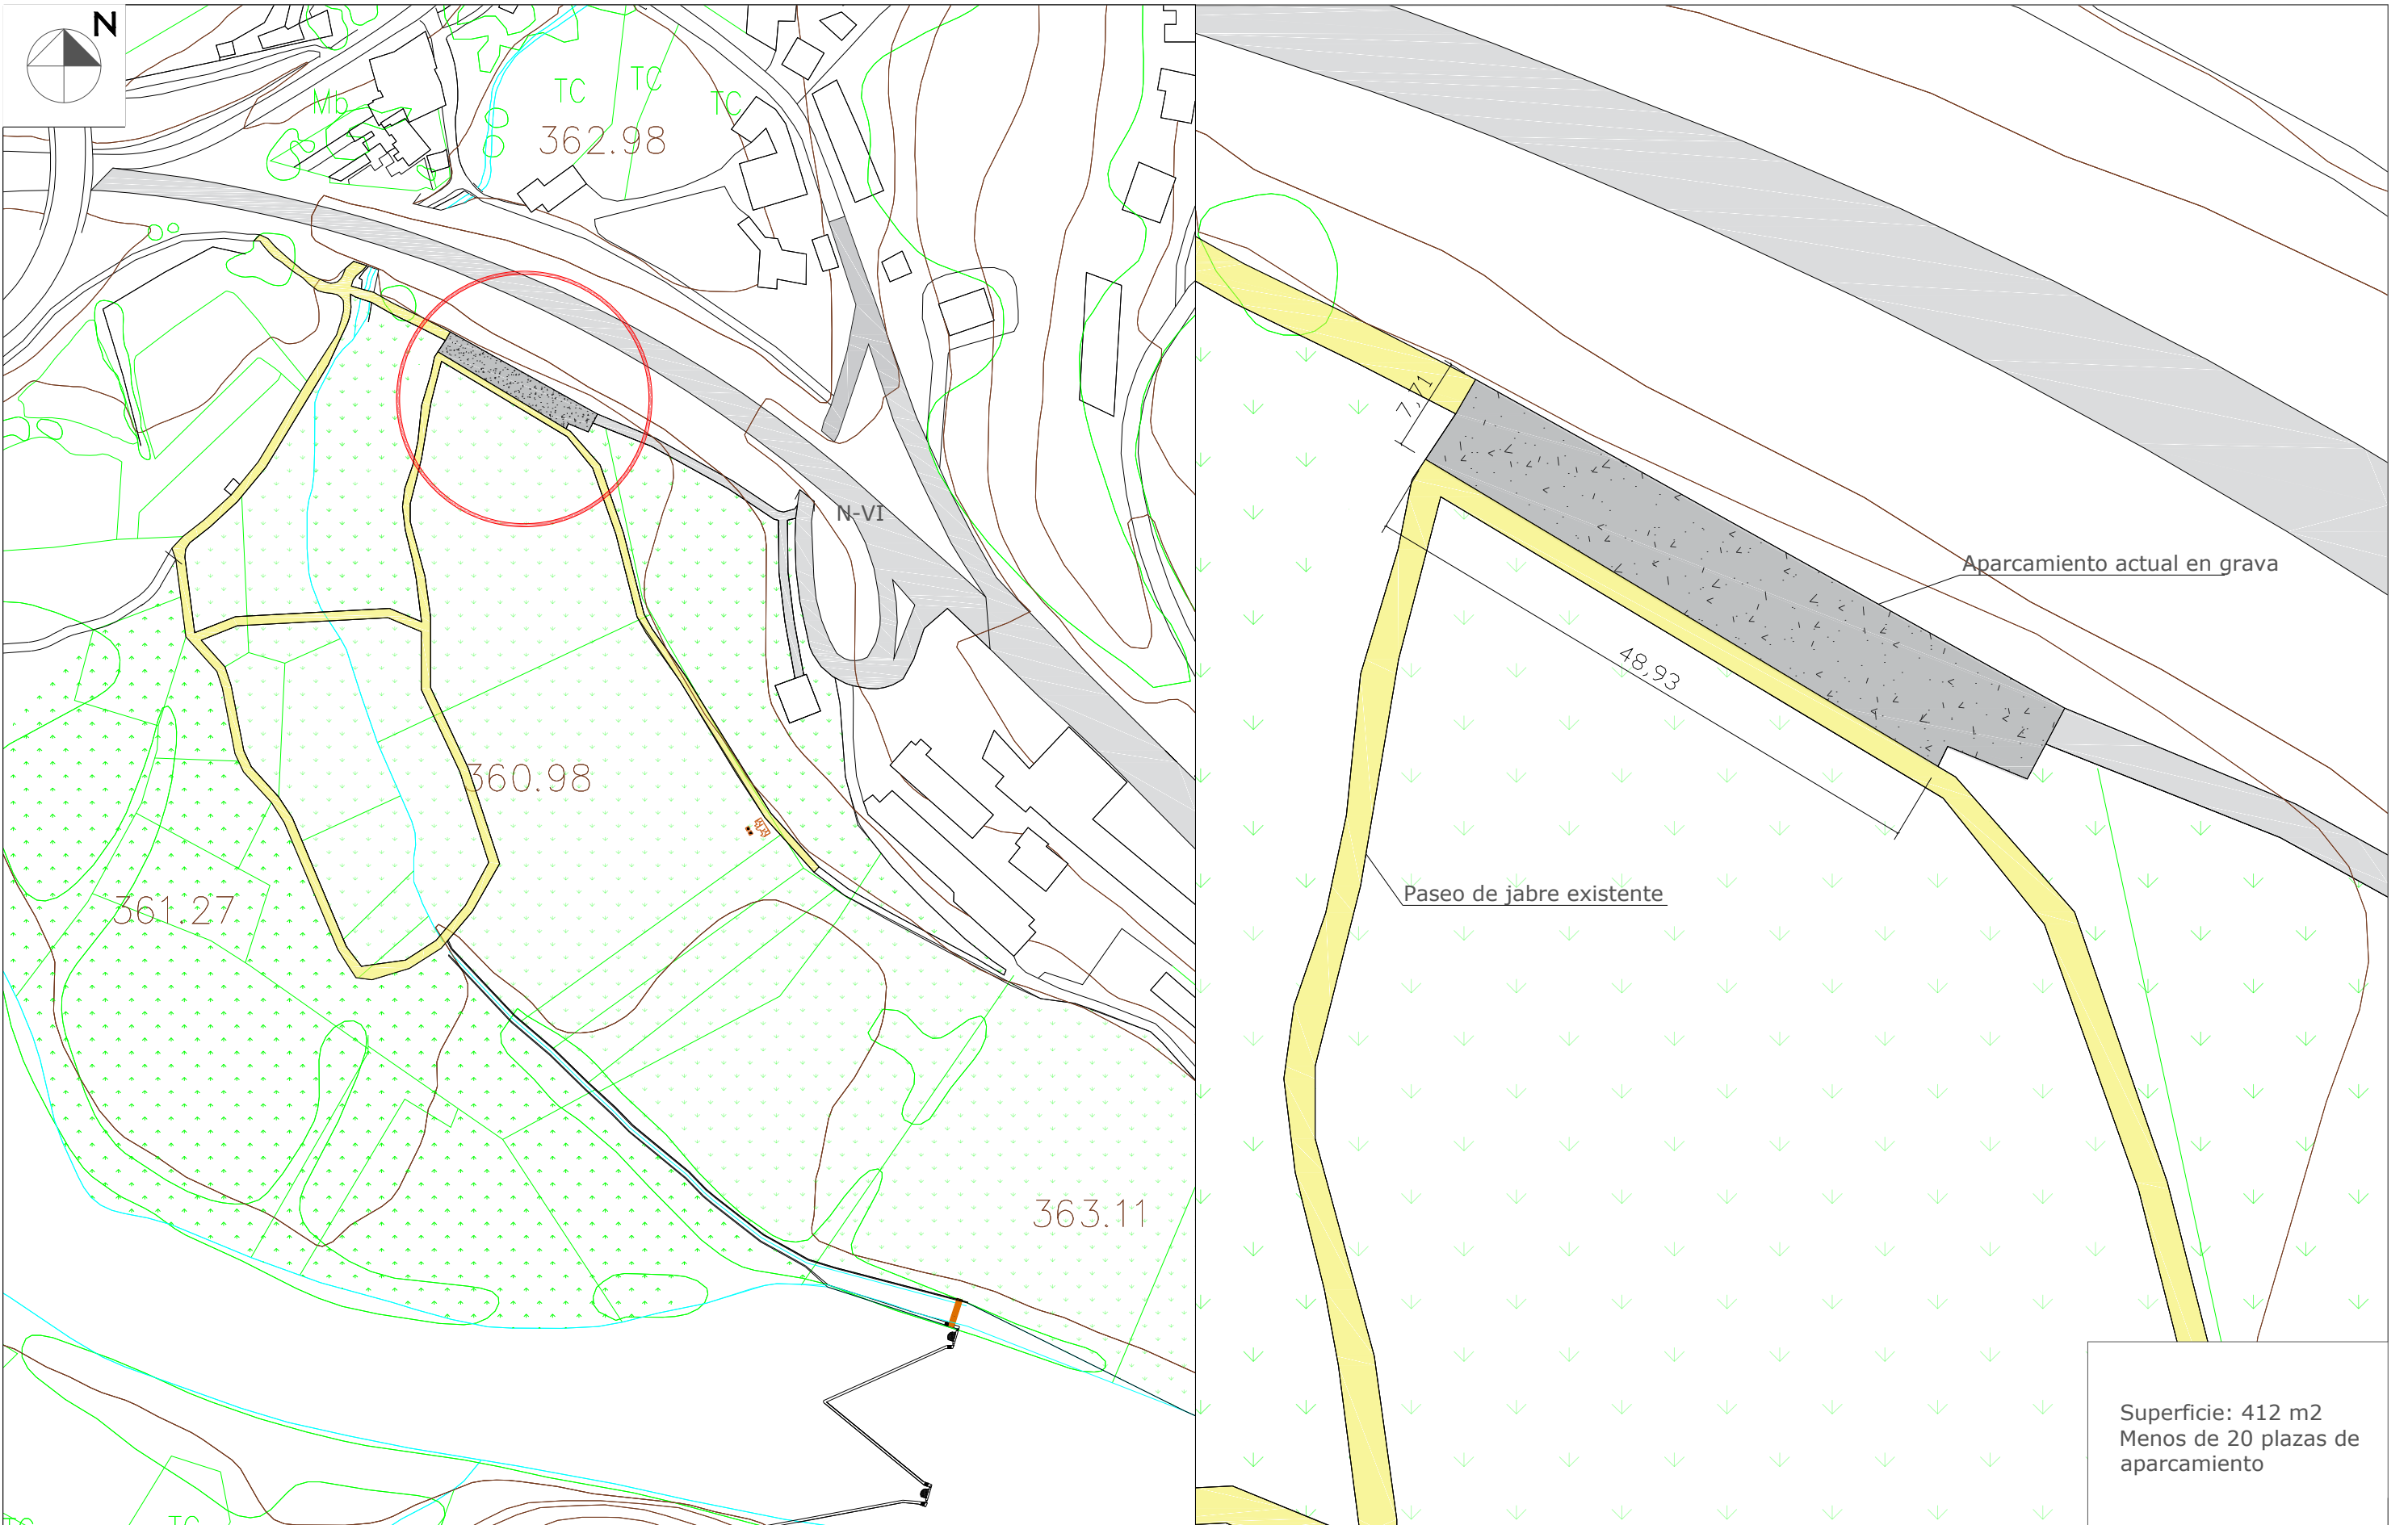 N
Mb
TC
TC
TC
362.98
N-VI
360.98
361.27
363.11
TC
7,71
48,93
Aparcamiento actual en grava
Paseo de jabre existente
Superficie: 412 m2
Menos de 20 plazas de
aparcamiento